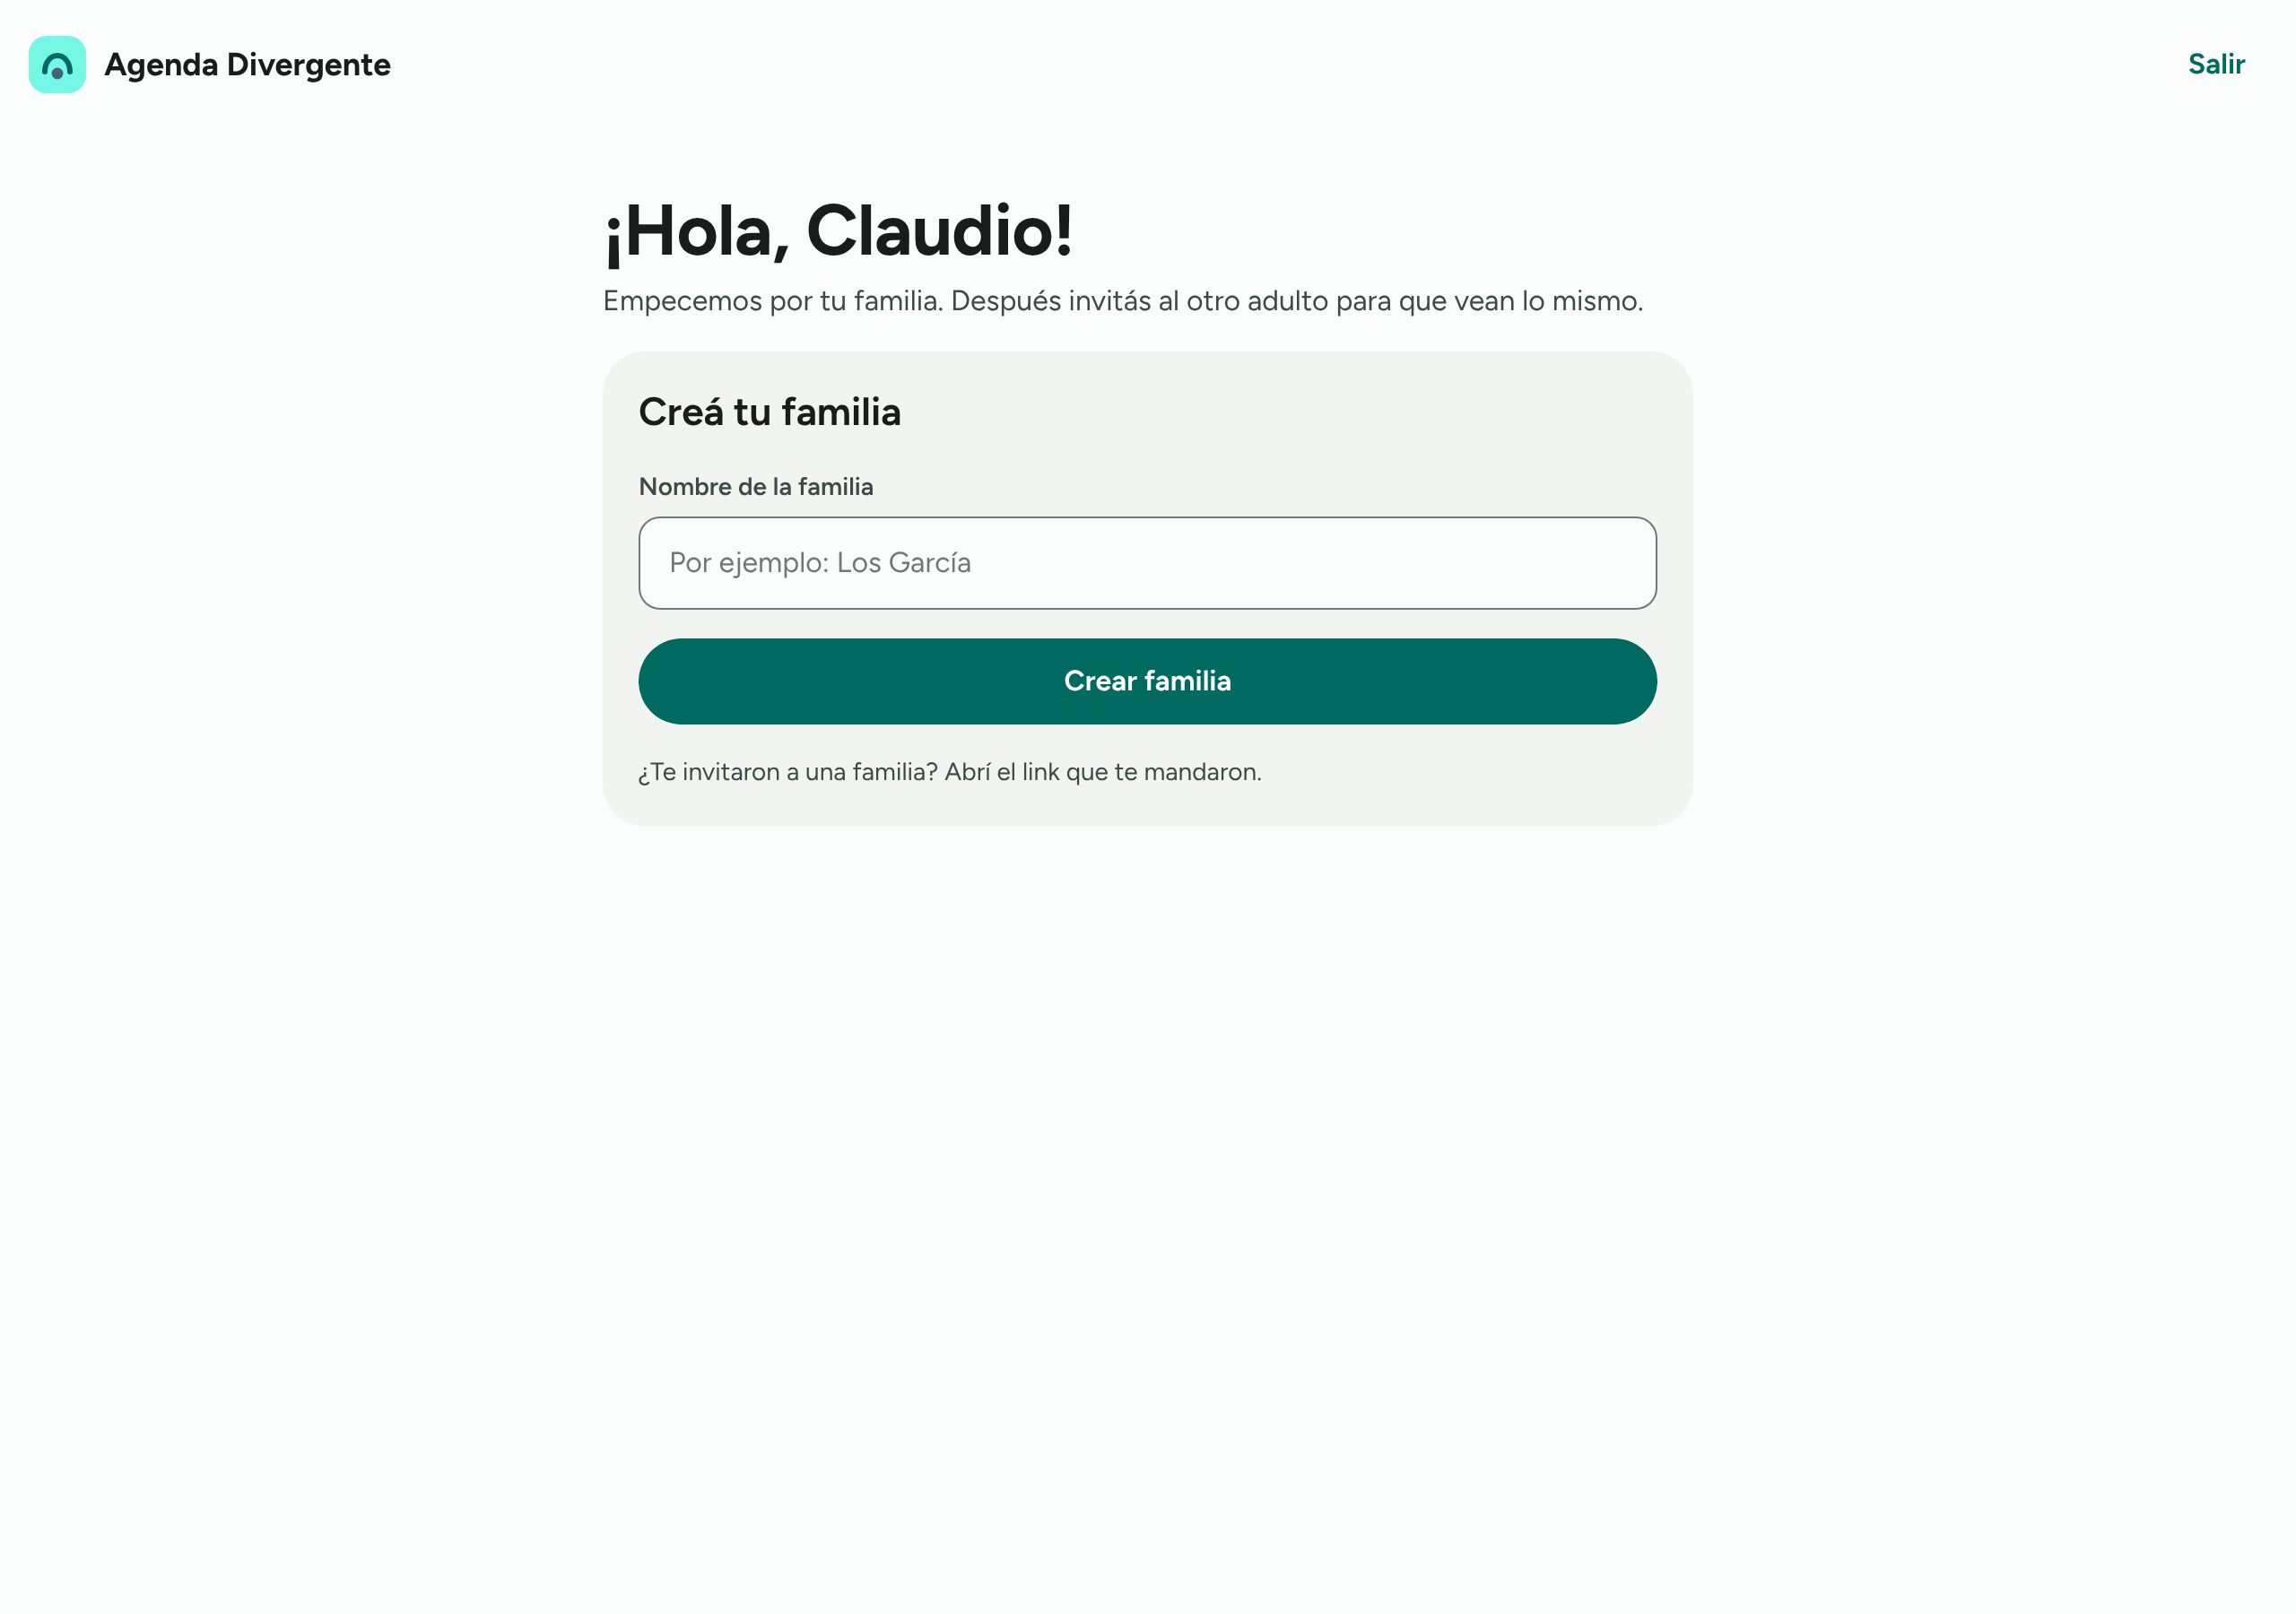 Agenda Divergente
Salir
¡Hola, Claudio!
Empecemos por tu familia. Después invitás al otro adulto para que vean lo mismo.
Creá tu familia
Nombre de la familia
Por ejemplo: Los García
Crear familia
¿Te invitaron a una familia? Abrí el link que te mandaron.